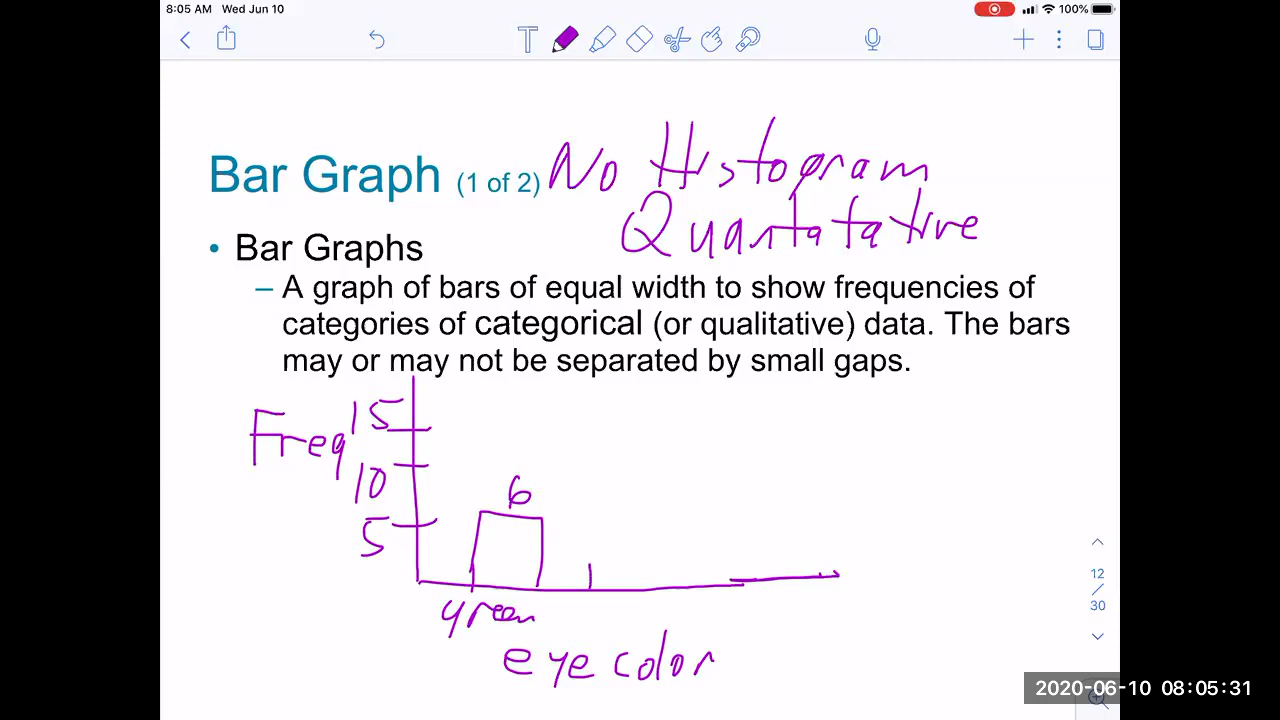 8:05 AM Wed Jun 10
100%
T
Bar Graph (1 of 2) No Histogram
Quantatative
• Bar Graphs
– A graph of bars of equal width to show frequencies of
categories of categorical (or qualitative) data. The bars
may or may not be separated by small gaps.
Freq
15
10
6
5
green
eye color
12
/
30
2020-06-10 08:05:31